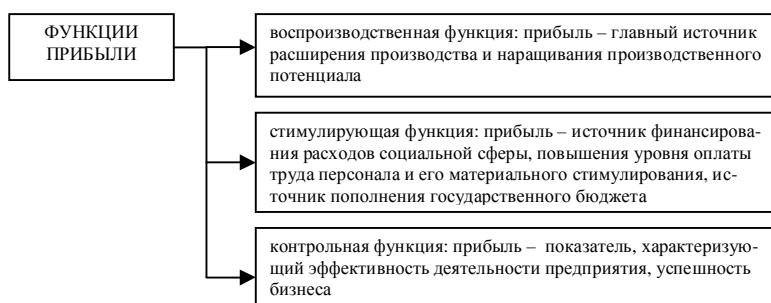 ФУНКЦИИ
ПРИБЫЛИ
воспроизводственная функция: прибыль – главный источник
расширения производства и наращивания производственного
потенциала
стимулирующая функция: прибыль – источник финансирова-
ния расходов социальной сферы, повышения уровня оплаты
труда персонала и его материального стимулирования, ис-
точник пополнения государственного бюджета
контрольная функция: прибыль – показатель, характеризую-
щий эффективность деятельности предприятия, успешность
бизнеса